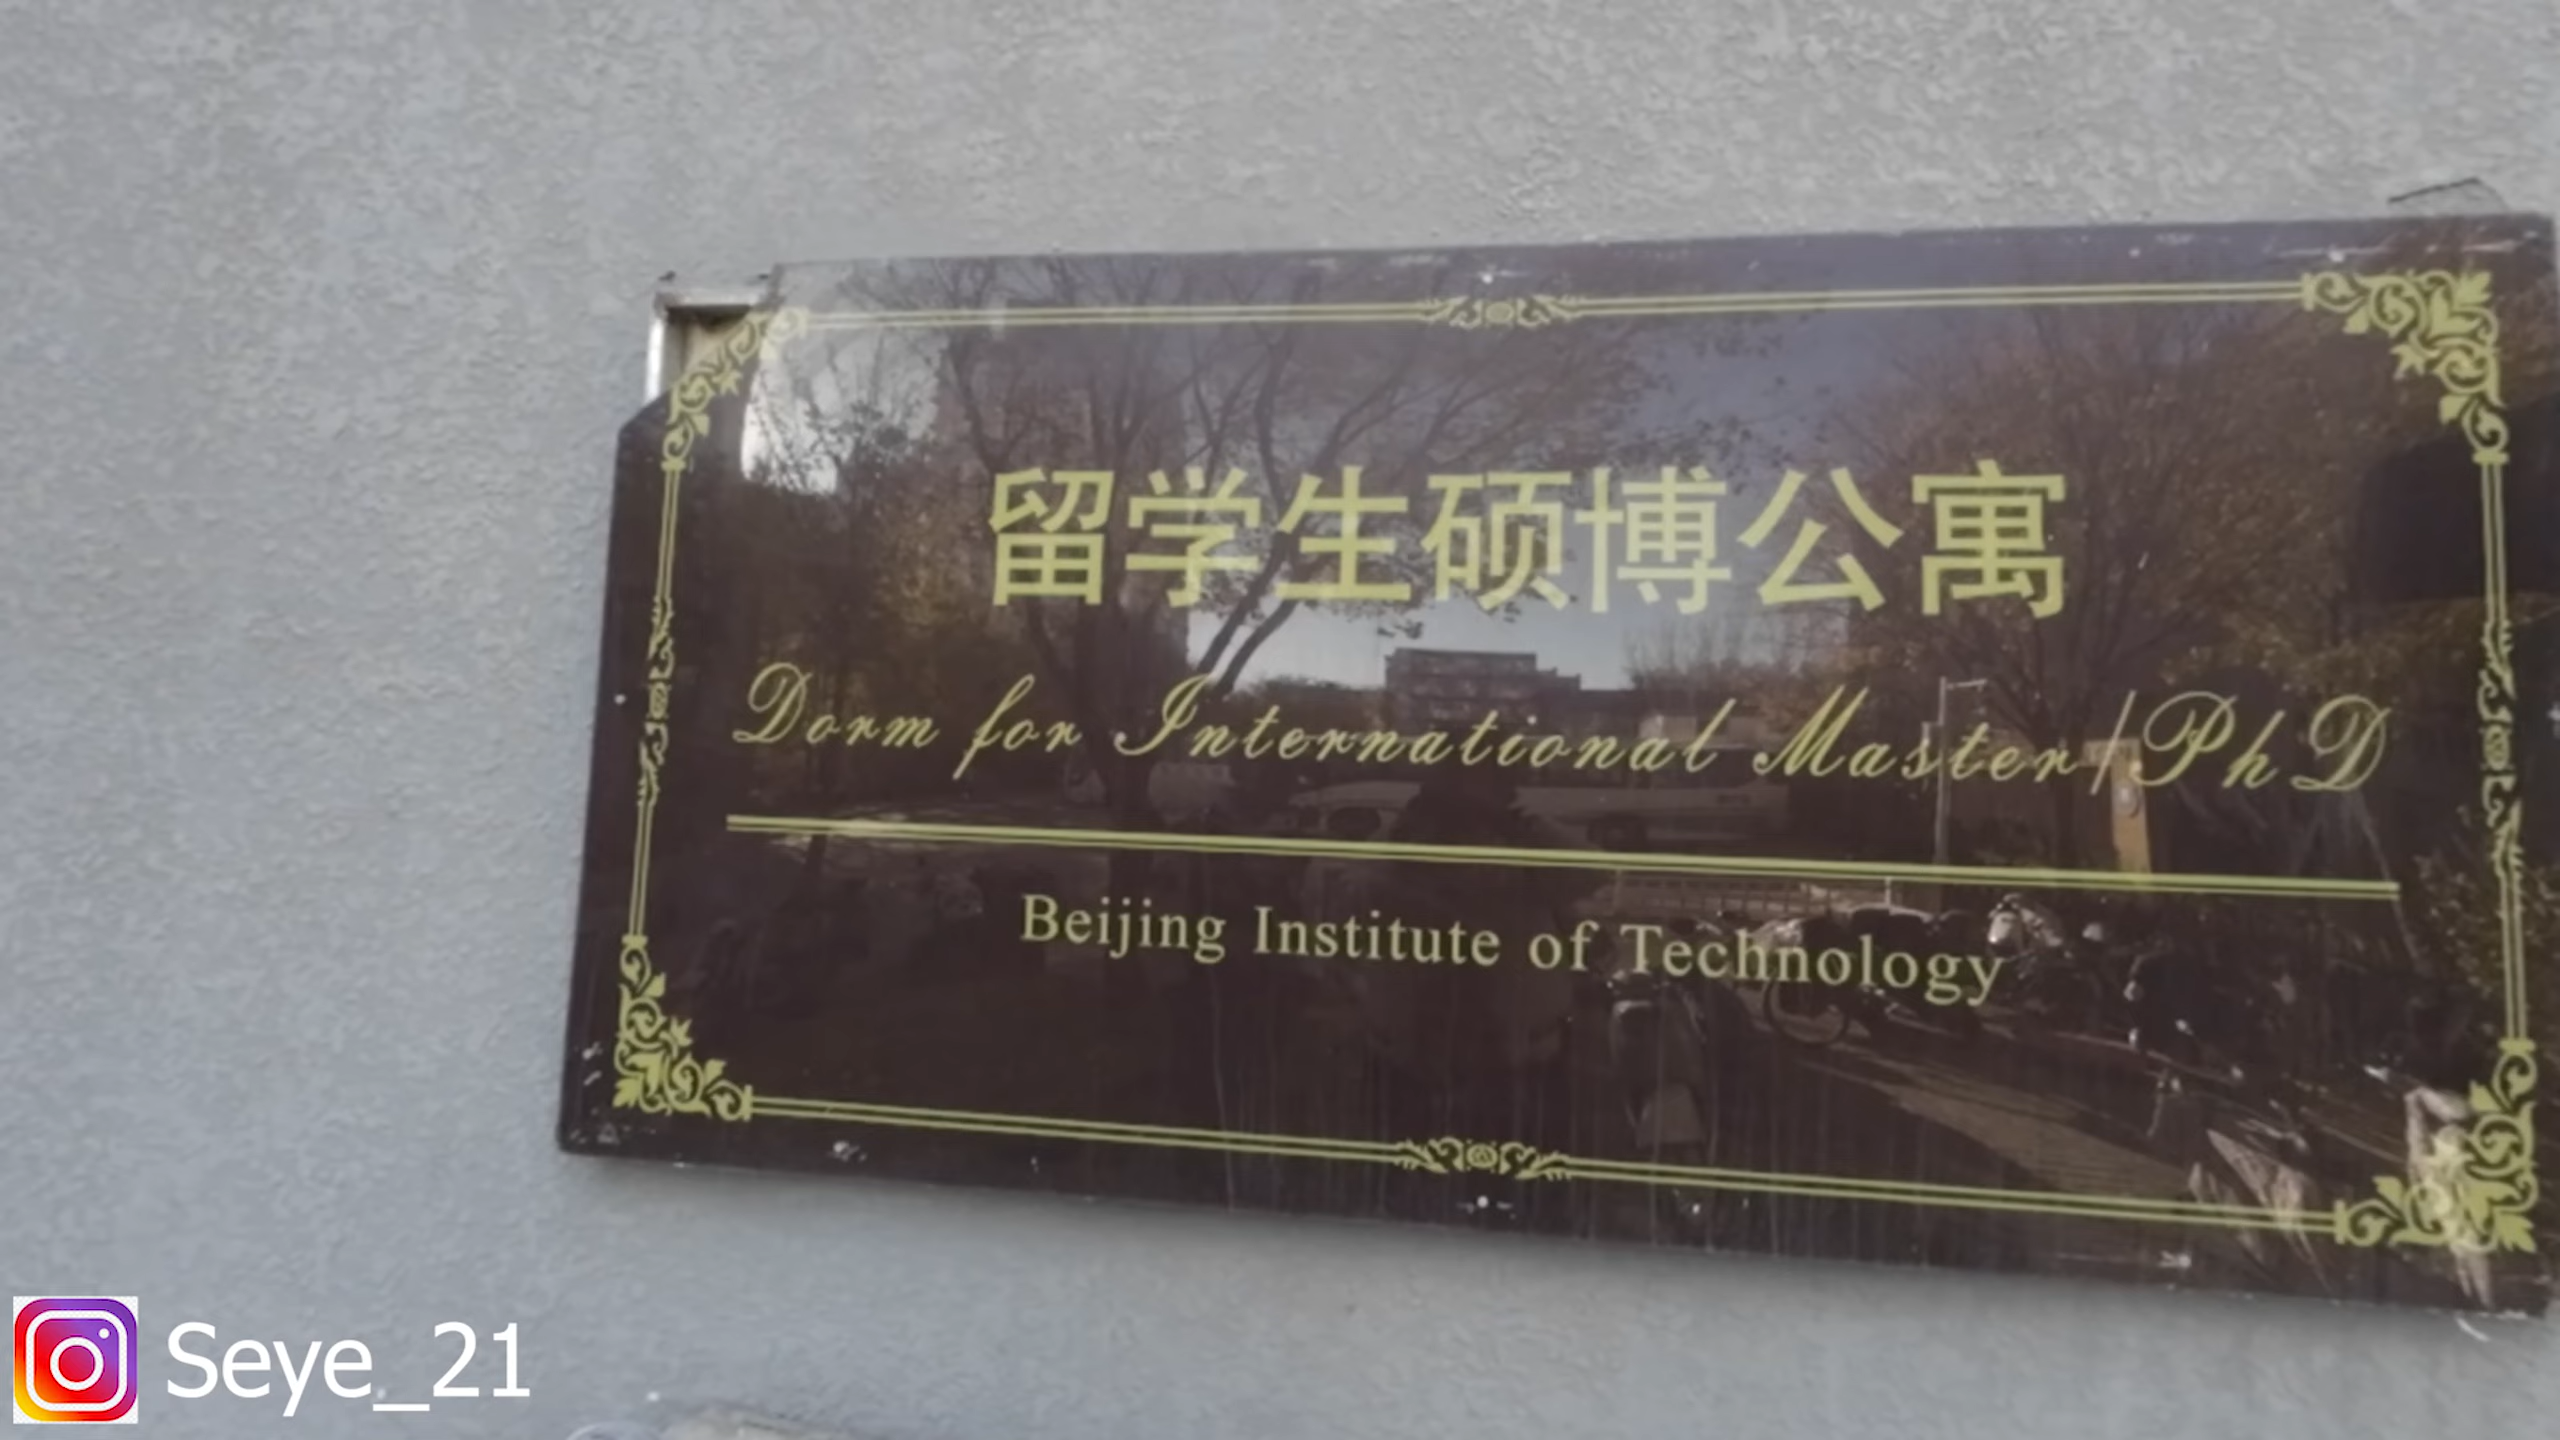 留学生硕博公寓
Dorm for International Master/PhD
Beijing Institute of Technology
Seye_21